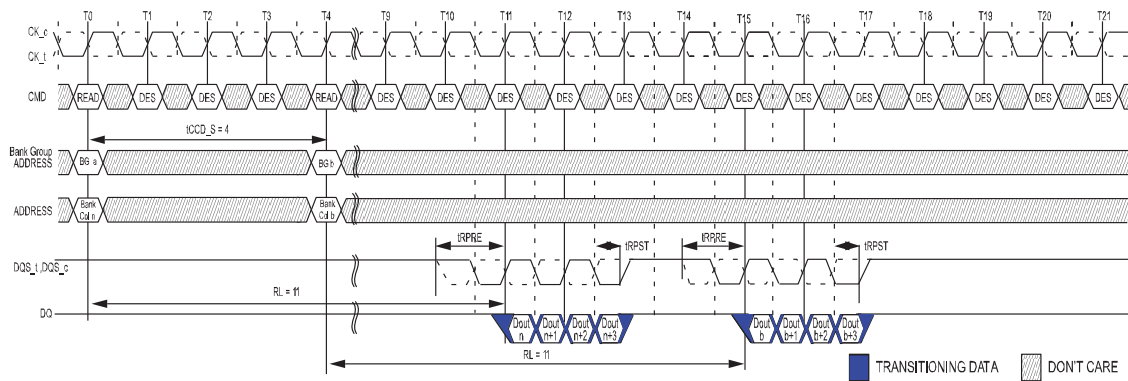 T0 T1 T2 T3 T4 T9 T10 T11 T12 T13 T14 T15 T16 T17 T18 T19 T20 T21
CK_c
CK_t
CMD READ DES DES DES READ DES DES DES DES DES DES DES DES DES DES DES DES DES
tCCD_S = 4
Bank Group
ADDRESS BG a BG b
ADDRESS Bank Col n Bank Col b
tRPRE tRPST tRPRE tRPST
DQS_t ,DQS_c
RL = 11
DQ Dout n Dout n+1 Dout n+2 Dout n+3 Dout b Dout b+1 Dout b+2 Dout b+3
RL = 11
TRANSITIONING DATA DON'T CARE